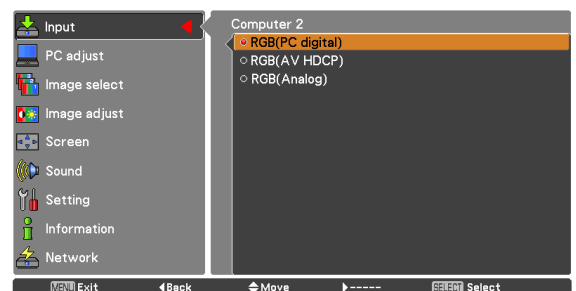 Input
PC adjust
Image select
Image adjust
Screen
Sound
Setting
Information
Network
Computer 2
RGB(PC digital)
RGB(AV HDCP)
RGB(Analog)
MENU Exit ◀Back Move ▶----- SELECT Select